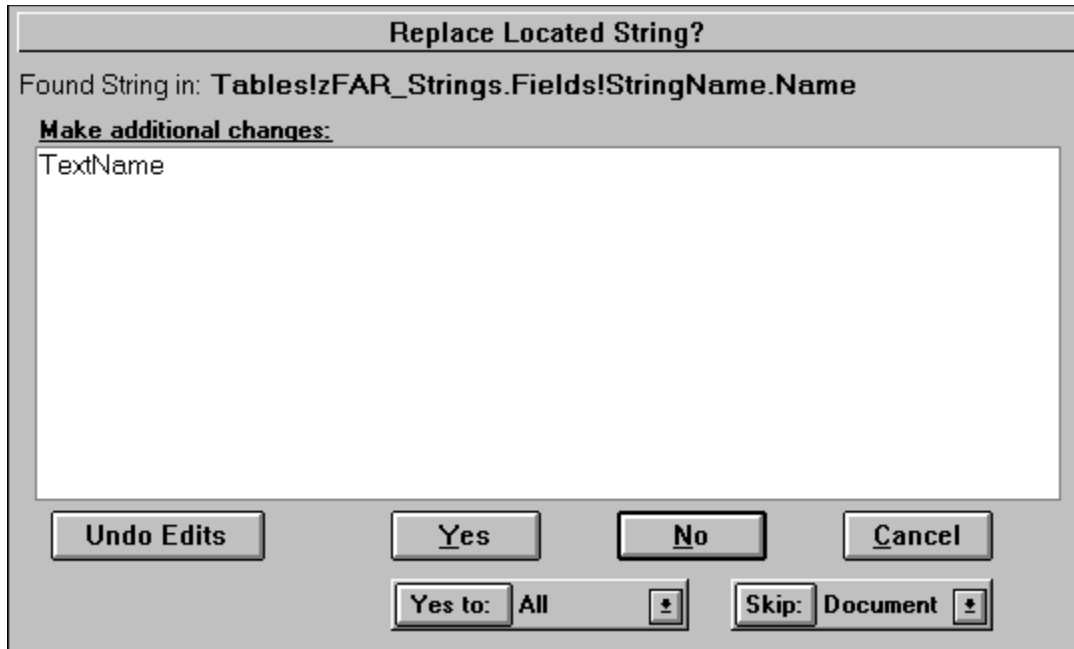 Replace Located String?
Found String in: Tables!zFAR_Strings.Fields!StringName.Name
Make additional changes:
TextName
Undo Edits Yes No Cancel
Yes to: All Skip: Document